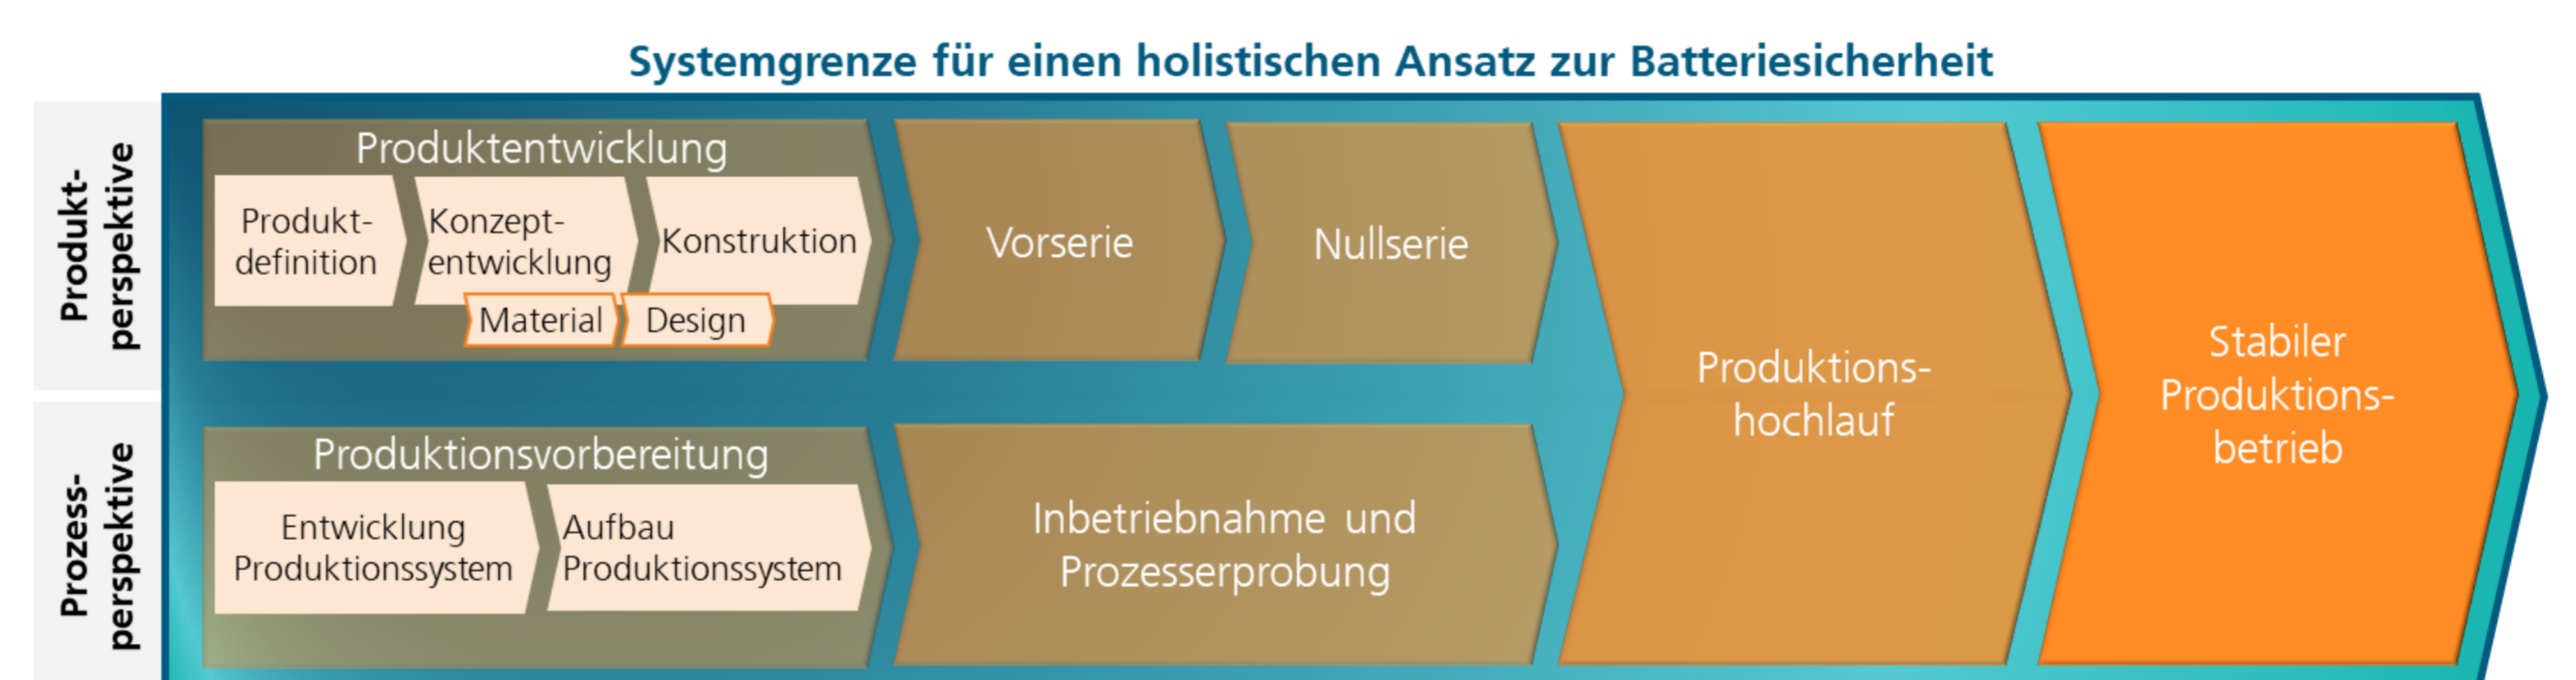 Systemgrenze für einen holistischen Ansatz zur Batteriesicherheit
Produkt-
perspektive
Produktentwicklung
Produkt-
definition
Konzept-
entwicklung
Konstruktion
Material
Design
Vorserie
Nullserie
Prozess-
perspektive
Produktionsvorbereitung
Entwicklung
Produktionssystem
Aufbau
Produktionssystem
Inbetriebnahme und
Prozesserprobung
Produktions-
hochlauf
Stabiler
Produktions-
betrieb